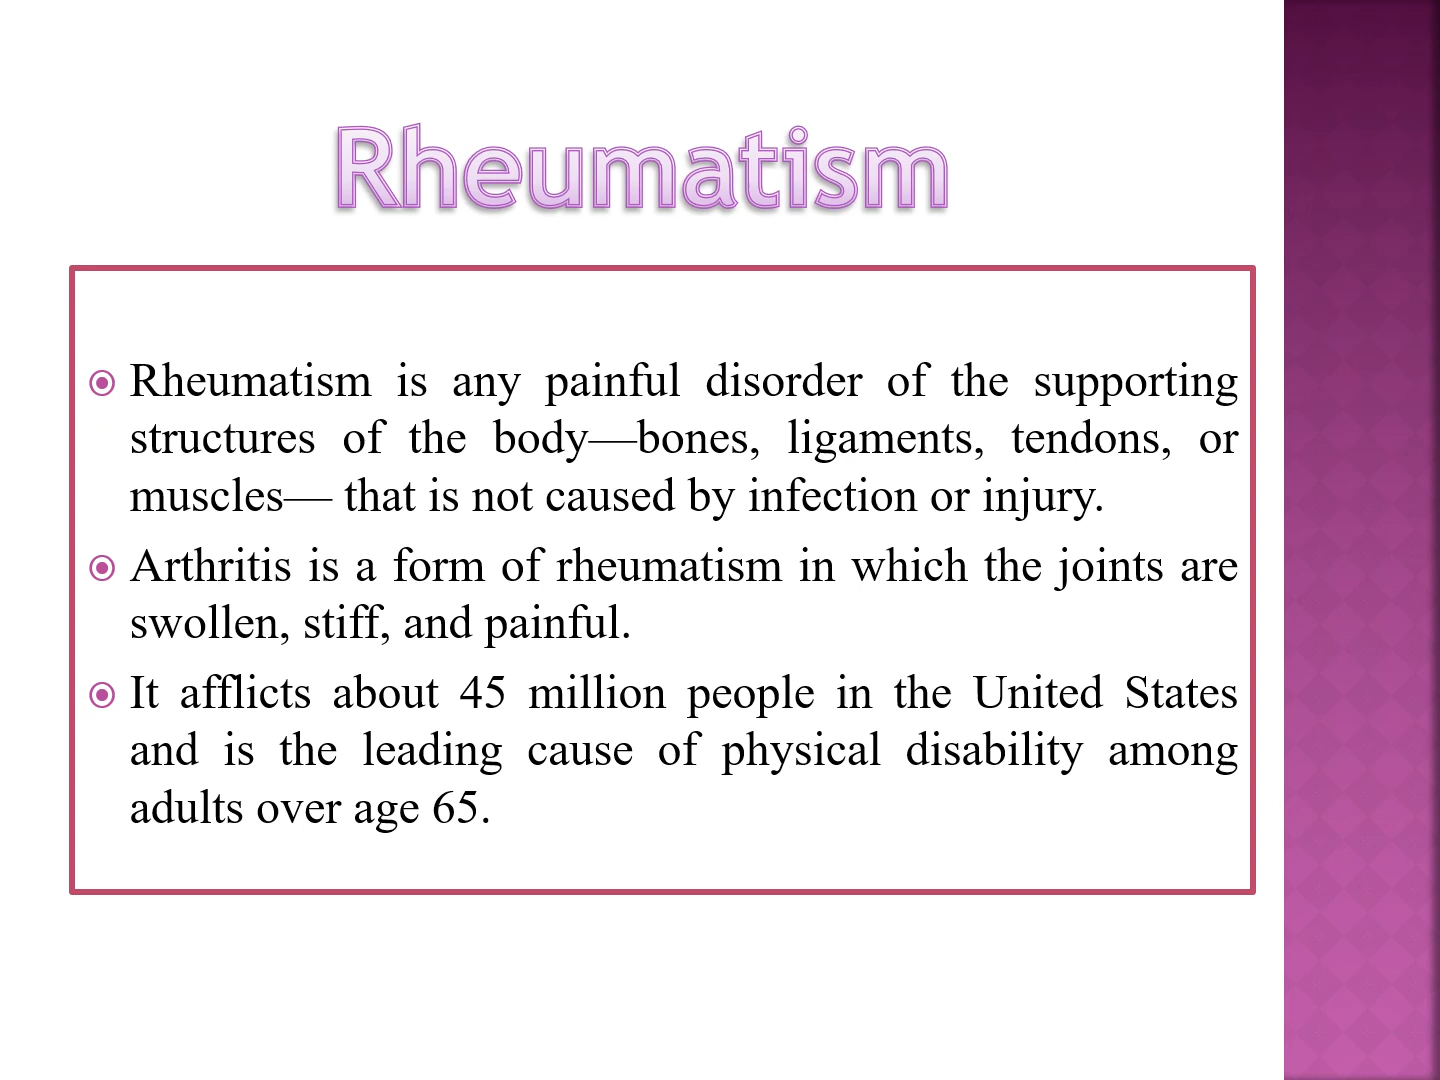 Rheumatism
Rheumatism is any painful disorder of the supporting
structures of the body—bones, ligaments, tendons, or
muscles— that is not caused by infection or injury.
Arthritis is a form of rheumatism in which the joints are
swollen, stiff, and painful.
It afflicts about 45 million people in the United States
and is the leading cause of physical disability among
adults over age 65.